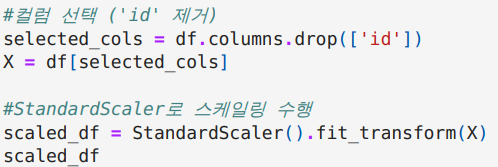 #컬럼 선택 ('id' 제거)
selected_cols = df.columns.drop(['id'])
X = df[selected_cols]
#StandardScaler로 스케일링 수행
scaled_df = StandardScaler().fit_transform(X)
scaled_df